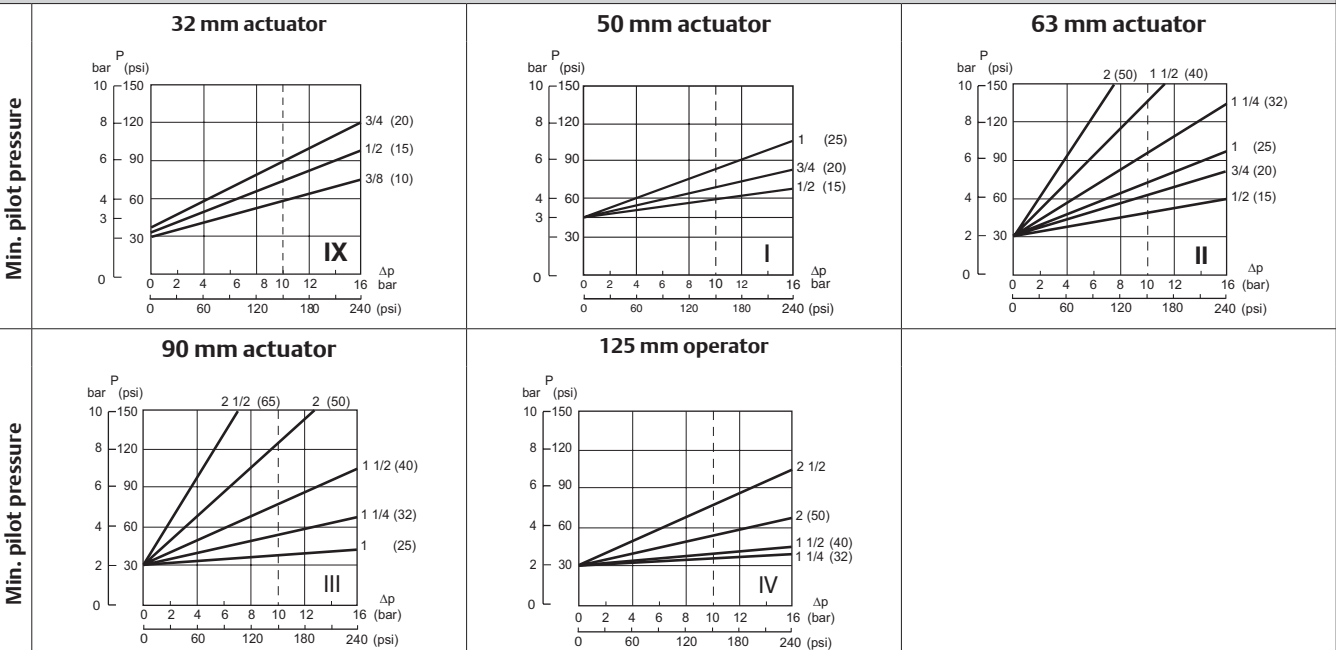 32 mm actuator
50 mm actuator
63 mm actuator
Min. pilot pressure
P
bar (psi)
10 150
8 120
6 90
4 60
3
30
0
3/4 (20)
1/2 (15)
3/8 (10)
IX
0 2 4 6 8 10 12 16
Δp
bar
0 60 120 180 240 (psi)
P
bar (psi)
10 150
8 120
6 90
4 60
3
30
0
1 (25)
3/4 (20)
1/2 (15)
I
0 2 4 6 8 10 12 16
Δp
bar
0 60 120 180 240 (psi)
P
bar (psi)
2 (50) 1 1/2 (40)
10 150
8 120
6 90
4 60
2 30
0
1 1/4 (32)
1 (25)
3/4 (20)
1/2 (15)
II
0 2 4 6 8 10 12 16
Δp
(bar)
0 60 120 180 240 (psi)
90 mm actuator
125 mm operator
Min. pilot pressure
P
bar (psi)
2 1/2 (65) 2 (50)
10 150
8 120
6 90
4 60
2 30
0
1 1/2 (40)
1 1/4 (32)
1 (25)
III
0 2 4 6 8 10 12 16
Δp
(bar)
0 60 120 180 240 (psi)
P
bar (psi)
10 150
8 120
6 90
4 60
2 30
0
2 1/2
2 (50)
1 1/2 (40)
1 1/4 (32)
IV
0 2 4 6 8 10 12 16
Δp
(bar)
0 60 120 180 240 (psi)